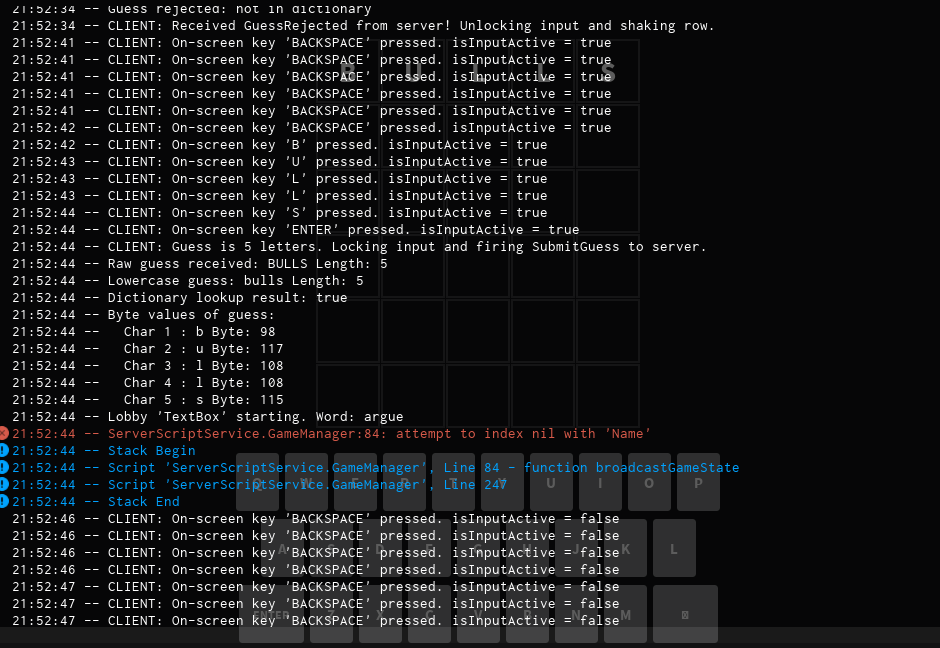 21:52:34 -- Guess rejected: not in dictionary
21:52:34 -- CLIENT: Received GuessRejected from server! Unlocking input and shaking row.
21:52:41 -- CLIENT: On-screen key 'BACKSPACE' pressed. isInputActive = true
21:52:41 -- CLIENT: On-screen key 'BACKSPACE' pressed. isInputActive = true
21:52:41 -- CLIENT: On-screen key 'BACKSPACE' pressed. isInputActive = true
21:52:41 -- CLIENT: On-screen key 'BACKSPACE' pressed. isInputActive = true
21:52:41 -- CLIENT: On-screen key 'BACKSPACE' pressed. isInputActive = true
21:52:42 -- CLIENT: On-screen key 'BACKSPACE' pressed. isInputActive = true
21:52:42 -- CLIENT: On-screen key 'B' pressed. isInputActive = true
21:52:43 -- CLIENT: On-screen key 'U' pressed. isInputActive = true
21:52:43 -- CLIENT: On-screen key 'L' pressed. isInputActive = true
21:52:43 -- CLIENT: On-screen key 'L' pressed. isInputActive = true
21:52:44 -- CLIENT: On-screen key 'S' pressed. isInputActive = true
21:52:44 -- CLIENT: On-screen key 'ENTER' pressed. isInputActive = true
21:52:44 -- CLIENT: Guess is 5 letters. Locking input and firing SubmitGuess to server.
21:52:44 -- Raw guess received: BULLS Length: 5
21:52:44 -- Lowercase guess: bulls Length: 5
21:52:44 -- Dictionary lookup result: true
21:52:44 -- Byte values of guess:
21:52:44 --   Char 1 : b Byte: 98
21:52:44 --   Char 2 : u Byte: 117
21:52:44 --   Char 3 : l Byte: 108
21:52:44 --   Char 4 : l Byte: 108
21:52:44 --   Char 5 : s Byte: 115
21:52:44 -- Lobby 'TextBox' starting. Word: argue
21:52:44 -- ServerScriptService.GameManager:84: attempt to index nil with 'Name'
21:52:44 -- Stack Begin
21:52:44 -- Script 'ServerScriptService.GameManager', Line 84 - function broadcastGameState
21:52:44 -- Script 'ServerScriptService.GameManager', Line 247
21:52:44 -- Stack End
21:52:46 -- CLIENT: On-screen key 'BACKSPACE' pressed. isInputActive = false
21:52:46 -- CLIENT: On-screen key 'BACKSPACE' pressed. isInputActive = false
21:52:46 -- CLIENT: On-screen key 'BACKSPACE' pressed. isInputActive = false
21:52:46 -- CLIENT: On-screen key 'BACKSPACE' pressed. isInputActive = false
21:52:47 -- CLIENT: On-screen key 'BACKSPACE' pressed. isInputActive = false
21:52:47 -- CLIENT: On-screen key 'BACKSPACE' pressed. isInputActive = false
21:52:47 -- CLIENT: On-screen key 'BACKSPACE' pressed. isInputActive = false
B U L L S
Q W E R T Y U I O P
A S D F G H J K L
ENTER Z X C V B N M